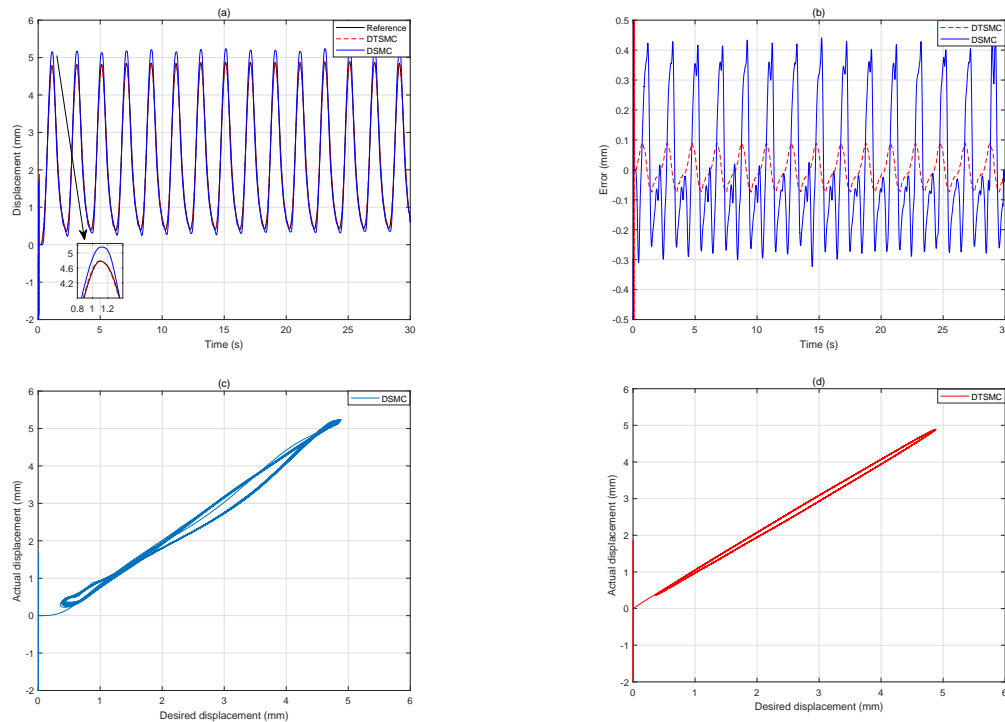 (a)
6
5
4
3
2
1
0
-1
-2
Displacement (mm)
Reference
DTSMC
DSMC
5
4.6
4.2
0.8 1 1.2
0 5 10 15 20 25 30
Time (s)
(b)
0.5
0.4
0.3
0.2
0.1
0
-0.1
-0.2
-0.3
-0.4
-0.5
Error (mm)
DTSMC
DSMC
0 5 10 15 20 25 30
Time (s)
(c)
6
5
4
3
2
1
0
-1
-2
Actual displacement (mm)
DSMC
0 1 2 3 4 5 6
Desired displacement (mm)
(d)
6
5
4
3
2
1
0
-1
-2
Actual displacement (mm)
DTSMC
0 1 2 3 4 5 6
Desired displacement (mm)